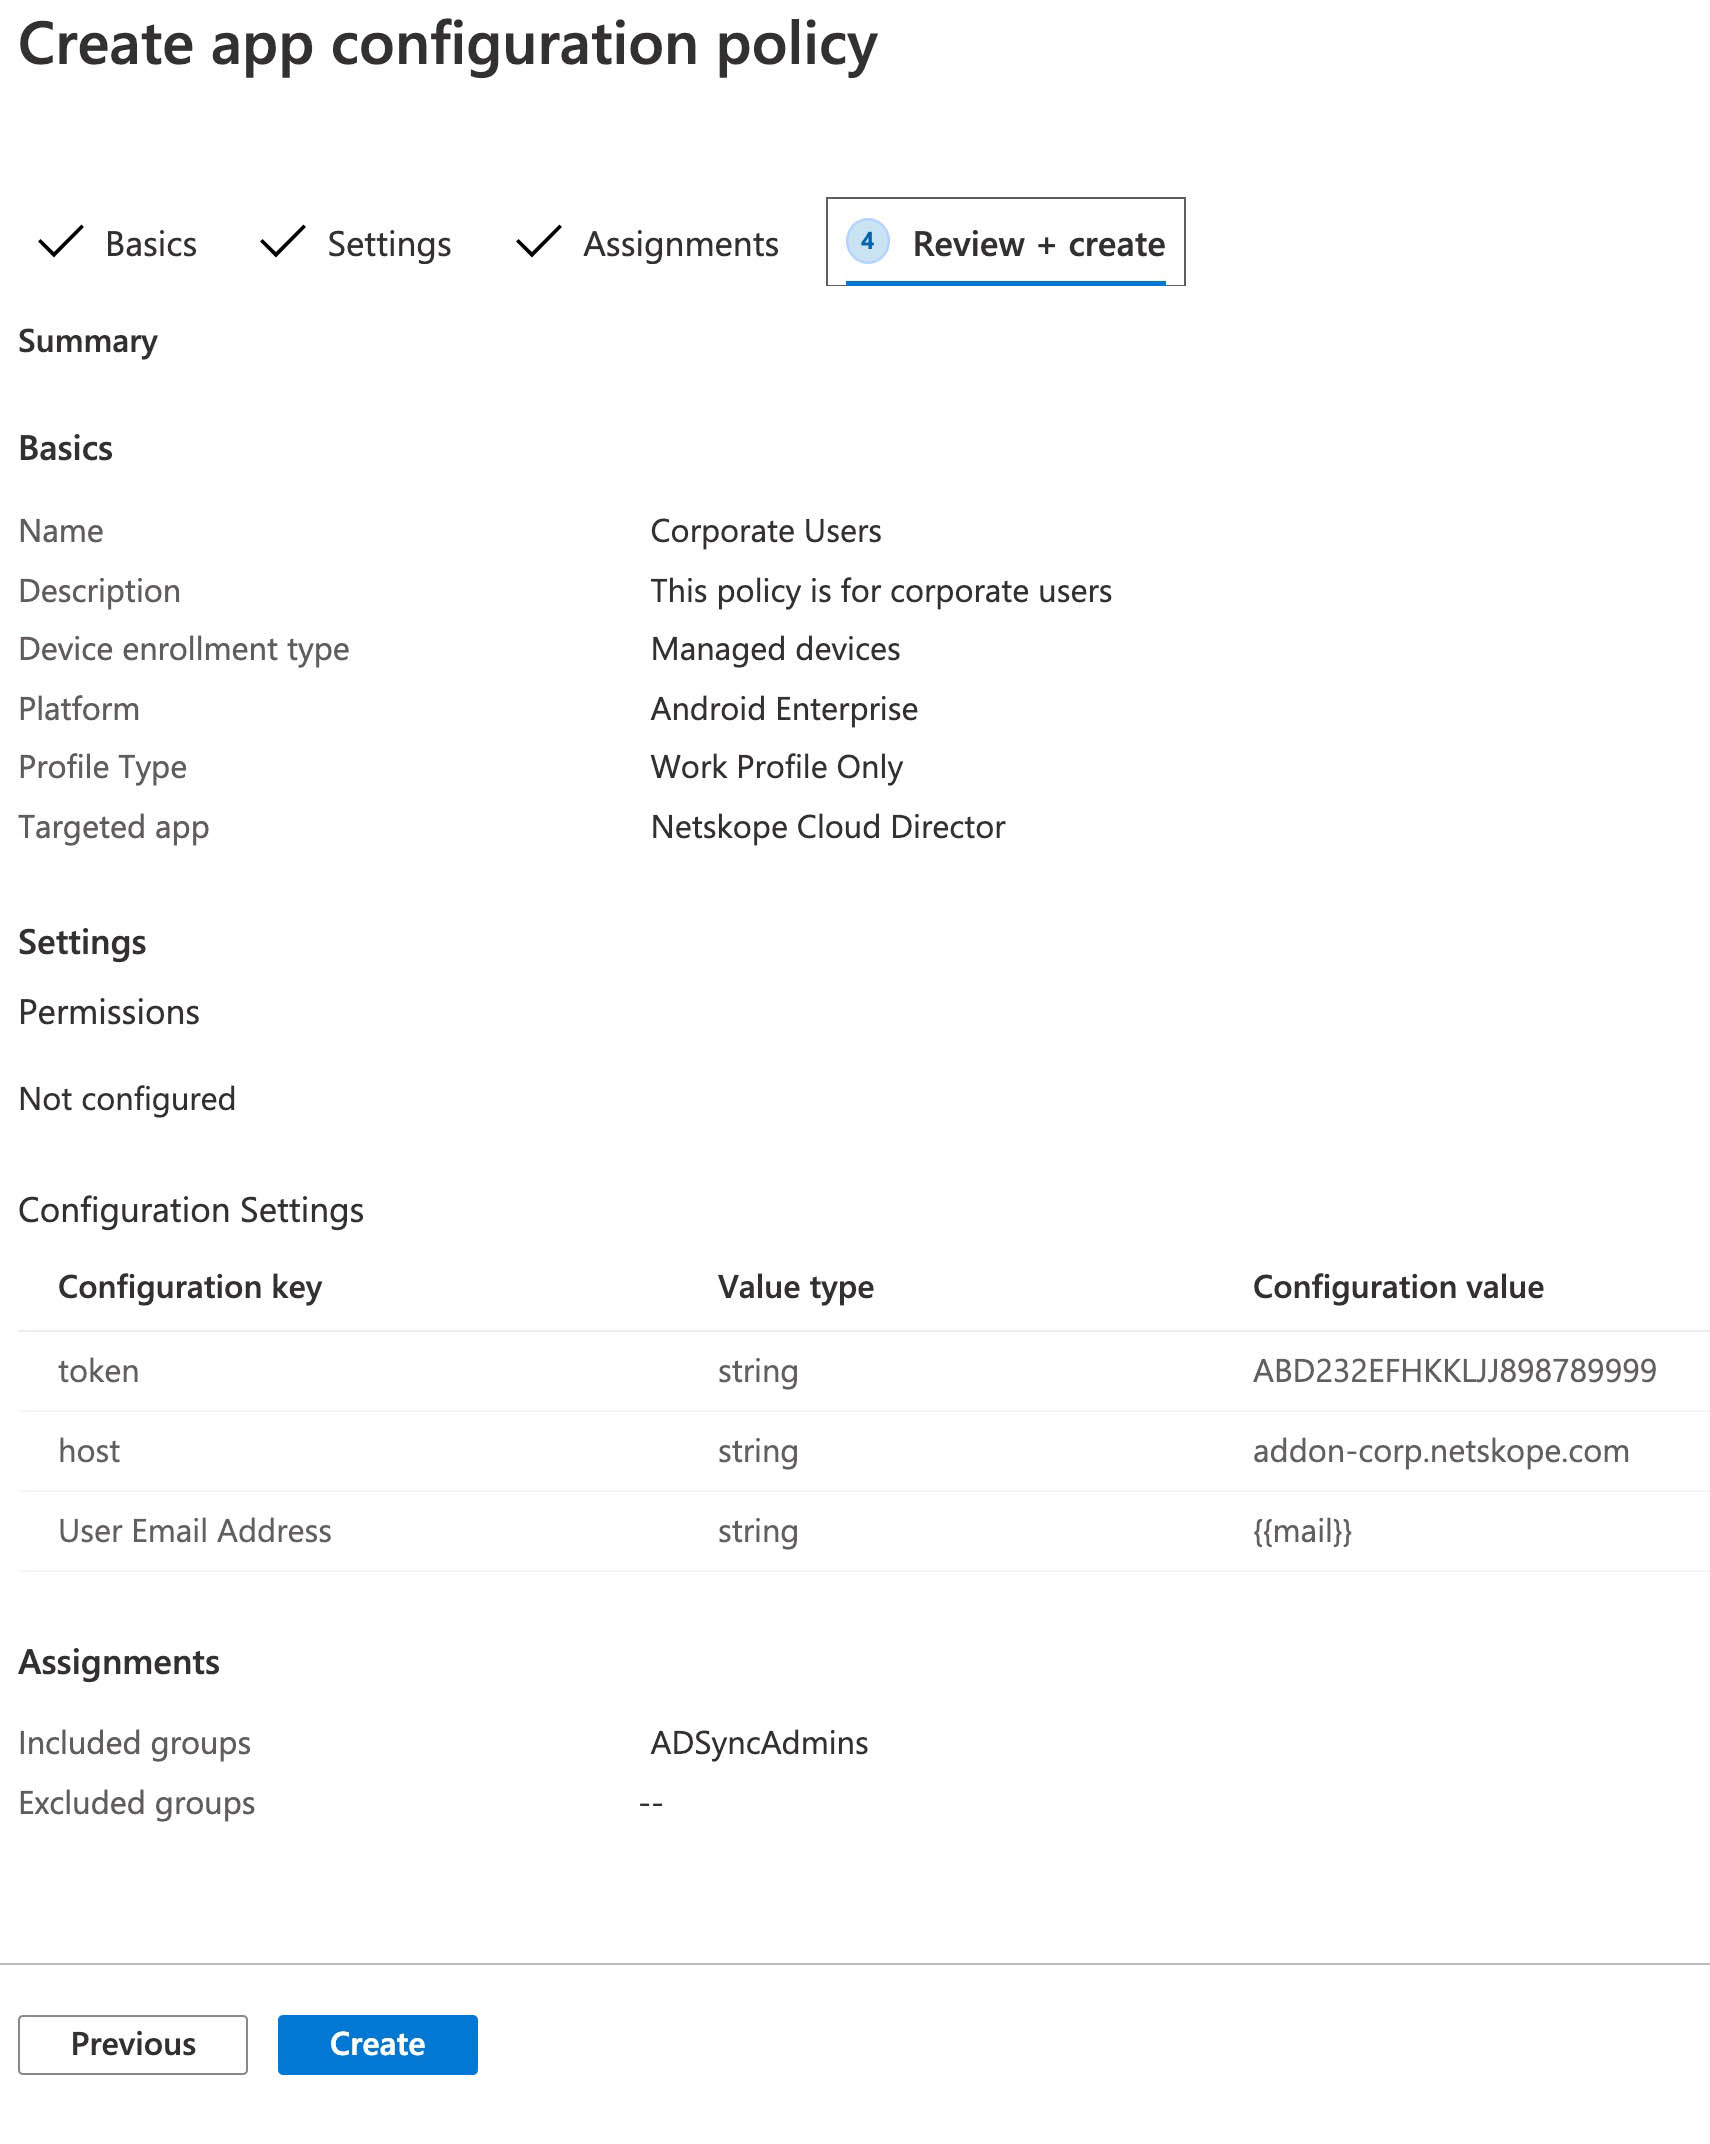 Create app configuration policy
Basics Settings Assignments 4 Review + create
Summary
Basics
Name Corporate Users
Description This policy is for corporate users
Device enrollment type Managed devices
Platform Android Enterprise
Profile Type Work Profile Only
Targeted app Netskope Cloud Director
Settings
Permissions
Not configured
Configuration Settings
Configuration key Value type Configuration value
token string ABD232EFHKKLJJ898789999
host string addon-corp.netskope.com
User Email Address string {{mail}}
Assignments
Included groups ADSyncAdmins
Excluded groups --
Previous Create